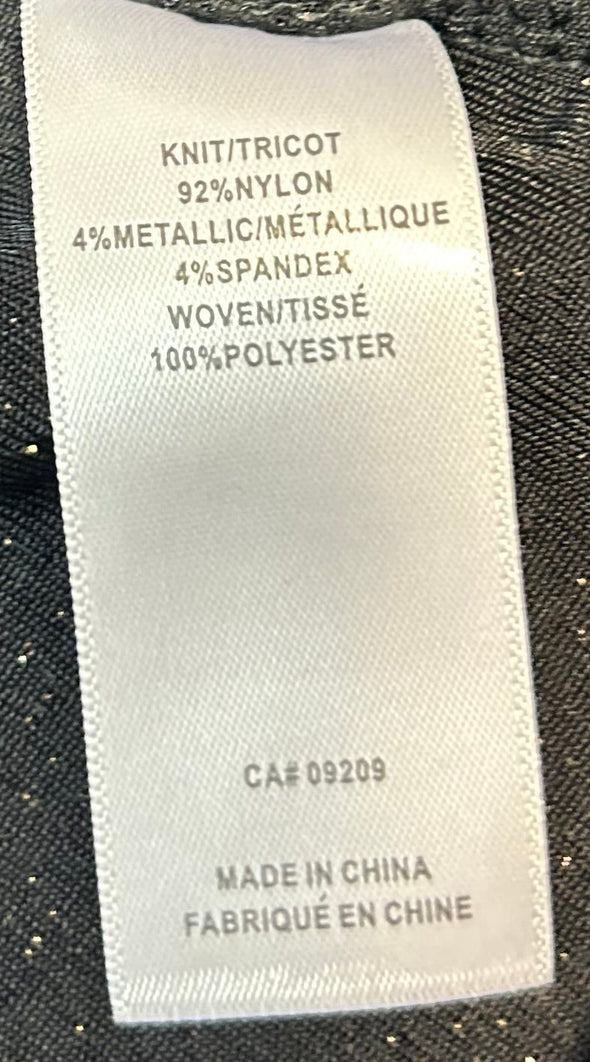 KNIT/TRICOT
92%NYLON
4%METALLIC/MÉTALLIQUE
4%SPANDEX
WOVEN/TISSÉ
100%POLYESTER
CA# 09209
MADE IN CHINA
FABRIQUÉ EN CHINE